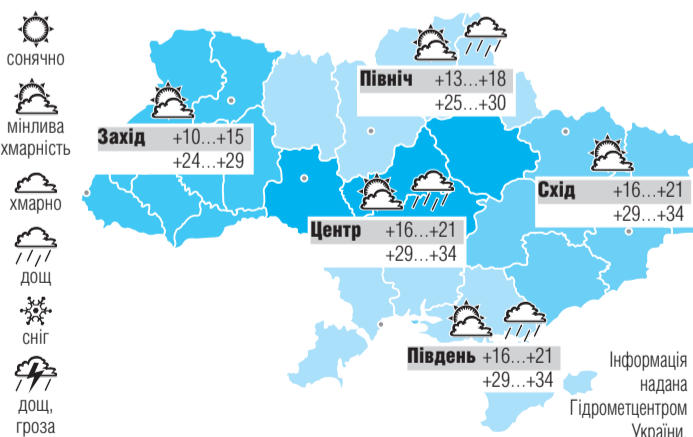 сонячно
мінлива
хмарність
хмарно
дощ
сніг
дощ,
гроза
Північ +13...+18
+25...+30
Захід +10...+15
+24...+29
Схід +16...+21
+29...+34
Центр +16...+21
+29...+34
Південь +16...+21
+29...+34
Інформація
надана
Гідрометцентром
України.